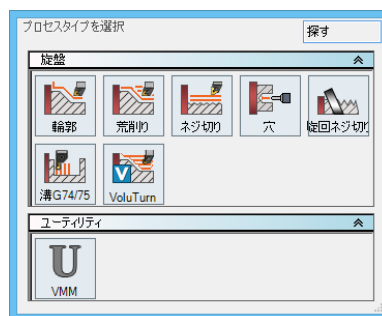 プロセスタイプを選択
探す
旋盤
輪郭
荒削り
ネジ切り
穴
旋回ネジ切り
溝G74/75
VoluTurn
ユーティリティ
VMM